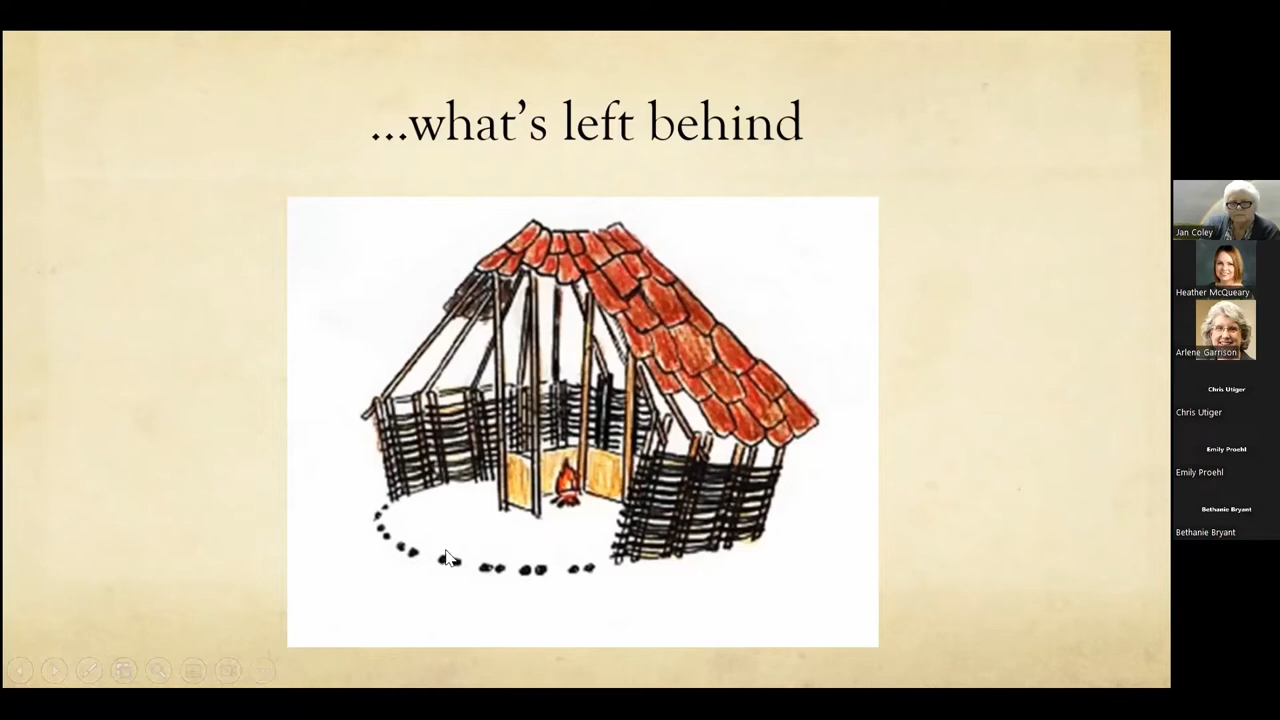 ...what's left behind
Jan Coley
Heather McQueary
Arlene Garrison
Chris Utiger
Chris Utiger
Emily Proehl
Emily Proehl
Bethanie Bryant
Bethanie Bryant